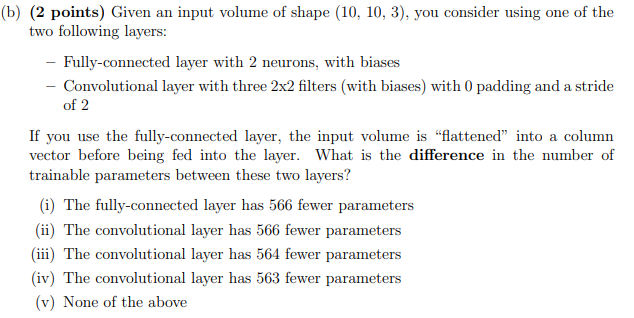 (b) (2 points) Given an input volume of shape (10, 10, 3), you consider using one of the
two following layers:
– Fully-connected layer with 2 neurons, with biases
– Convolutional layer with three 2x2 filters (with biases) with 0 padding and a stride
of 2
If you use the fully-connected layer, the input volume is “flattened” into a column
vector before being fed into the layer. What is the difference in the number of
trainable parameters between these two layers?
(i) The fully-connected layer has 566 fewer parameters
(ii) The convolutional layer has 566 fewer parameters
(iii) The convolutional layer has 564 fewer parameters
(iv) The convolutional layer has 563 fewer parameters
(v) None of the above